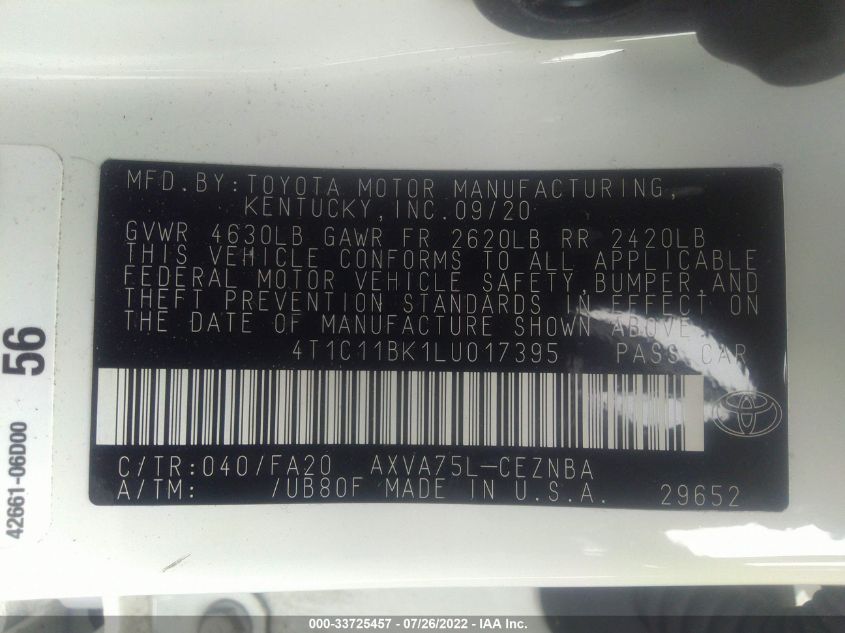 MFD.BY:TOYOTA MOTOR MANUFACTURING,
KENTUCKY,INC.09/20
GVWR 4630LB GAWR FR 2620LB RR 2420LB
THIS VEHICLE CONFORMS TO ALL APPLICABLE
FEDERAL MOTOR VEHICLE SAFETY,BUMPER,AND
THEFT PREVENTION STANDARDS IN EFFECT ON
THE DATE OF MANUFACTURE SHOWN ABOVE.
4T1C11BK1LU017395 PASS CAR
C/TR:040/FA20 AXVA75L-CEZNBA
A/TM: /UB80F MADE IN U.S.A. 29652
56
42661-06D00
000-33725457 - 07/26/2022 - IAA Inc.